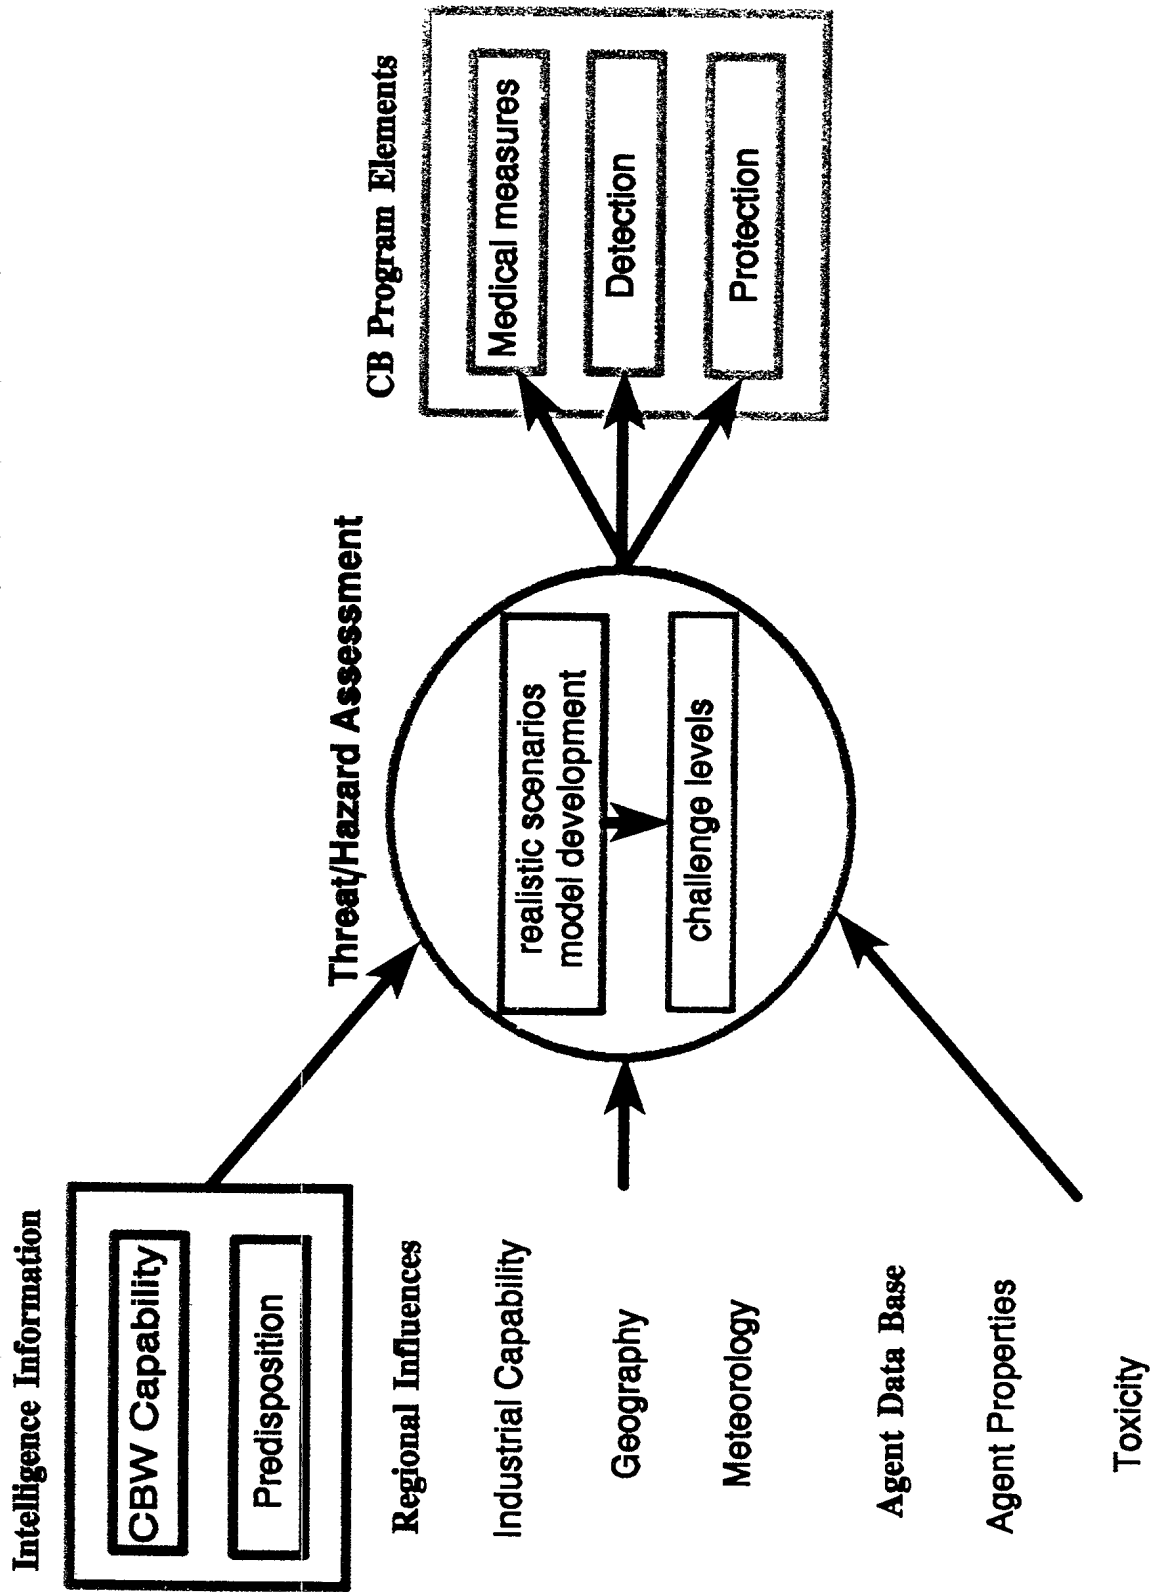 Intelligence Information
CBW Capability
Predisposition
Regional Influences
Industrial Capability
Geography
Meteorology
Agent Data Base
Agent Properties
Toxicity
Threat/Hazard Assessment
realistic scenarios
model development
challenge levels
CB Program Elements
Medical measures
Detection
Protection